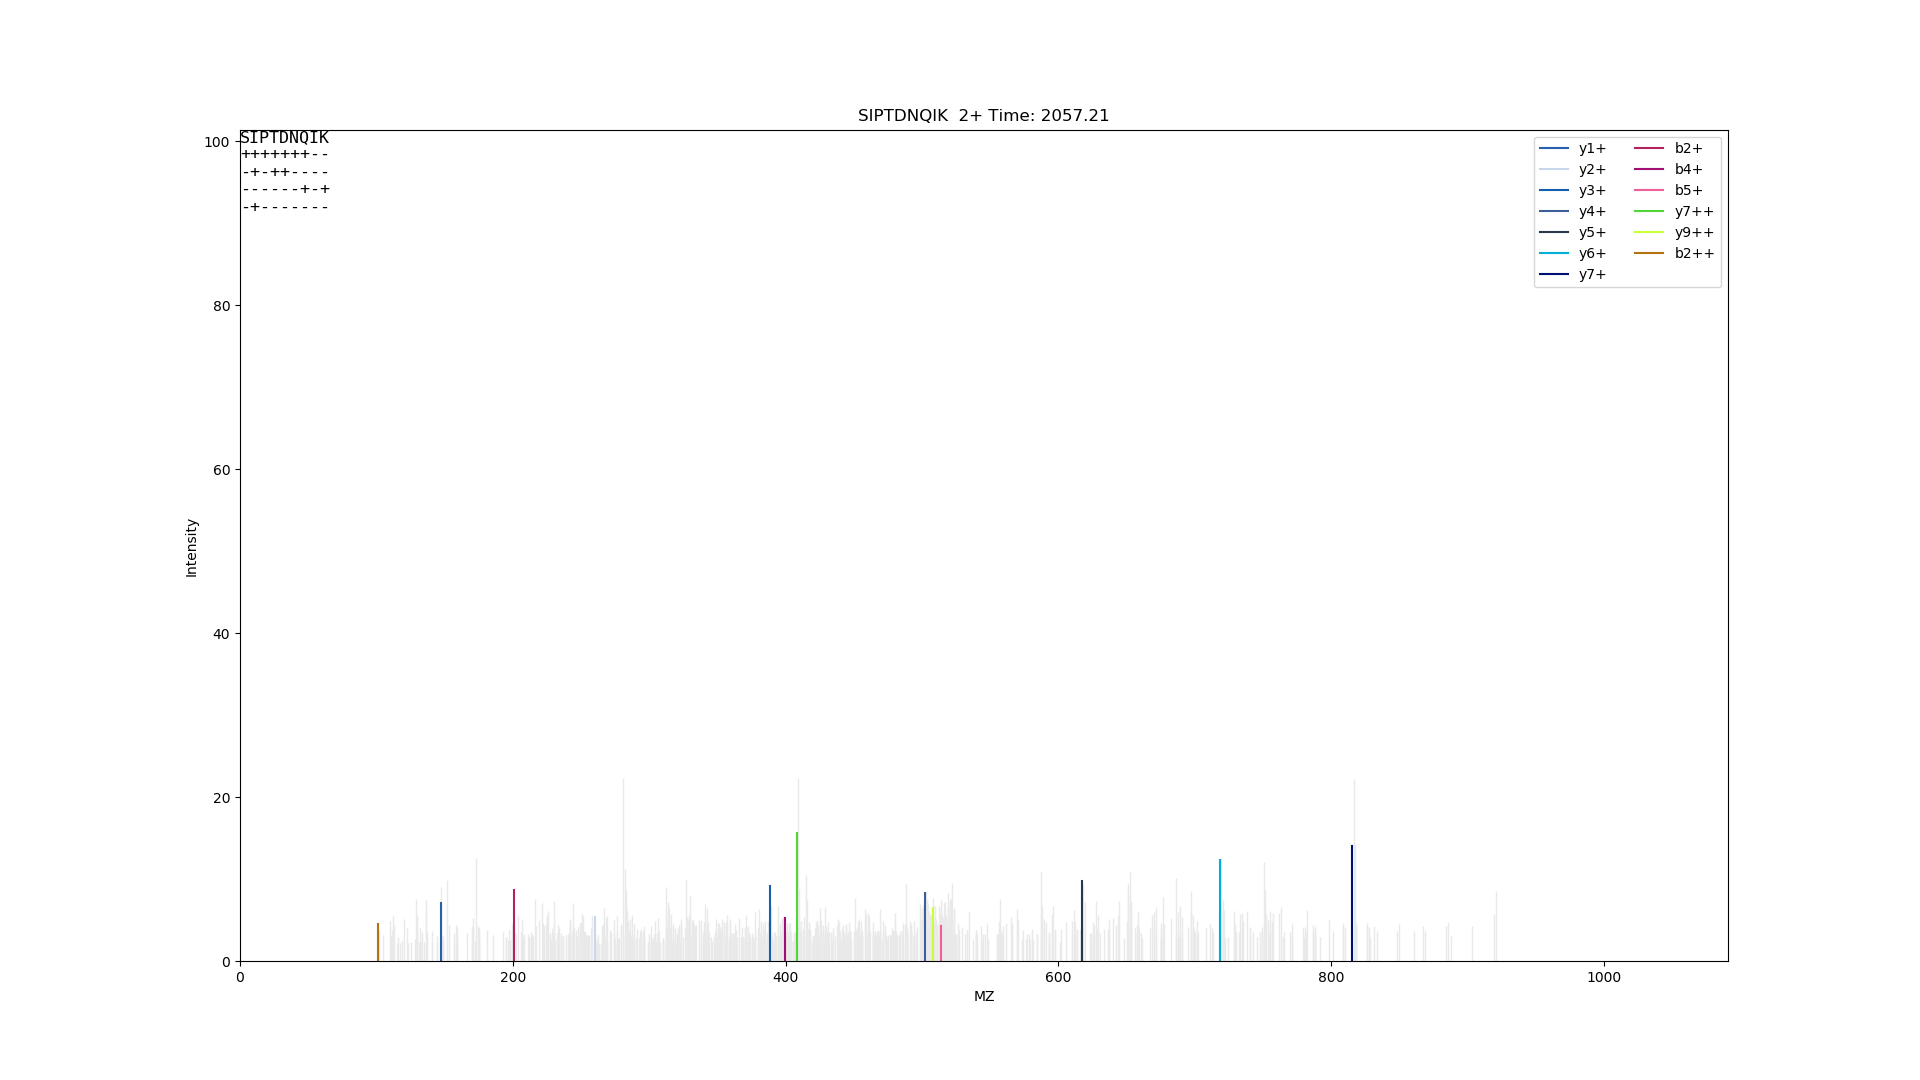 SIPTDNQIK  2+ Time: 2057.21
SIPTDNQIK
+++++++--
-+-++----
------+-+
-+-------
y1+
y2+
y3+
y4+
y5+
y6+
y7+
b2+
b4+
b5+
y7++
y9++
b2++
100
80
60
40
20
0
Intensity
0 200 400 600 800 1000
MZ